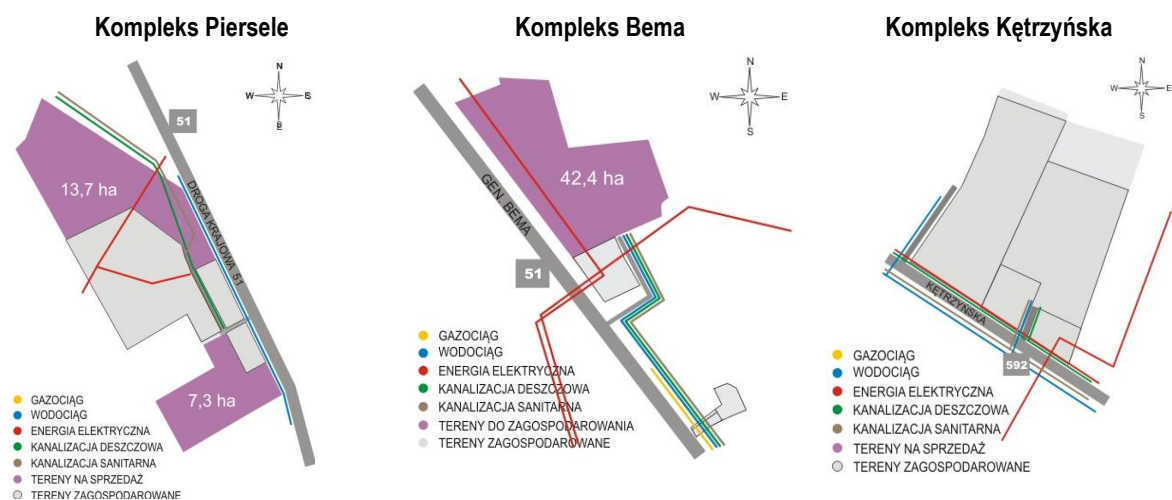 Kompleks Piersele
N
W
S
E
51
13,7 ha
DROGA KRAJOWA 51
7,3 ha
GAZOCIĄG
WODOCIĄG
ENERGIA ELEKTRYCZNA
KANALIZACJA DESZCZOWA
KANALIZACJA SANITARNA
TERENY NA SPRZEDAŻ
TERENY ZAGOSPODAROWANE
Kompleks Bema
N
W
E
S
42,4 ha
GEN. BEMA
51
GAZOCIĄG
WODOCIĄG
ENERGIA ELEKTRYCZNA
KANALIZACJA DESZCZOWA
KANALIZACJA SANITARNA
TERENY DO ZAGOSPODAROWANIA
TERENY ZAGOSPODAROWANE
Kompleks Kętrzyńska
N
W
E
S
KĘTRZYŃSKA
592
GAZOCIĄG
WODOCIĄG
ENERGIA ELEKTRYCZNA
KANALIZACJA DESZCZOWA
KANALIZACJA SANITARNA
TERENY NA SPRZEDAŻ
TERENY ZAGOSPODAROWANE